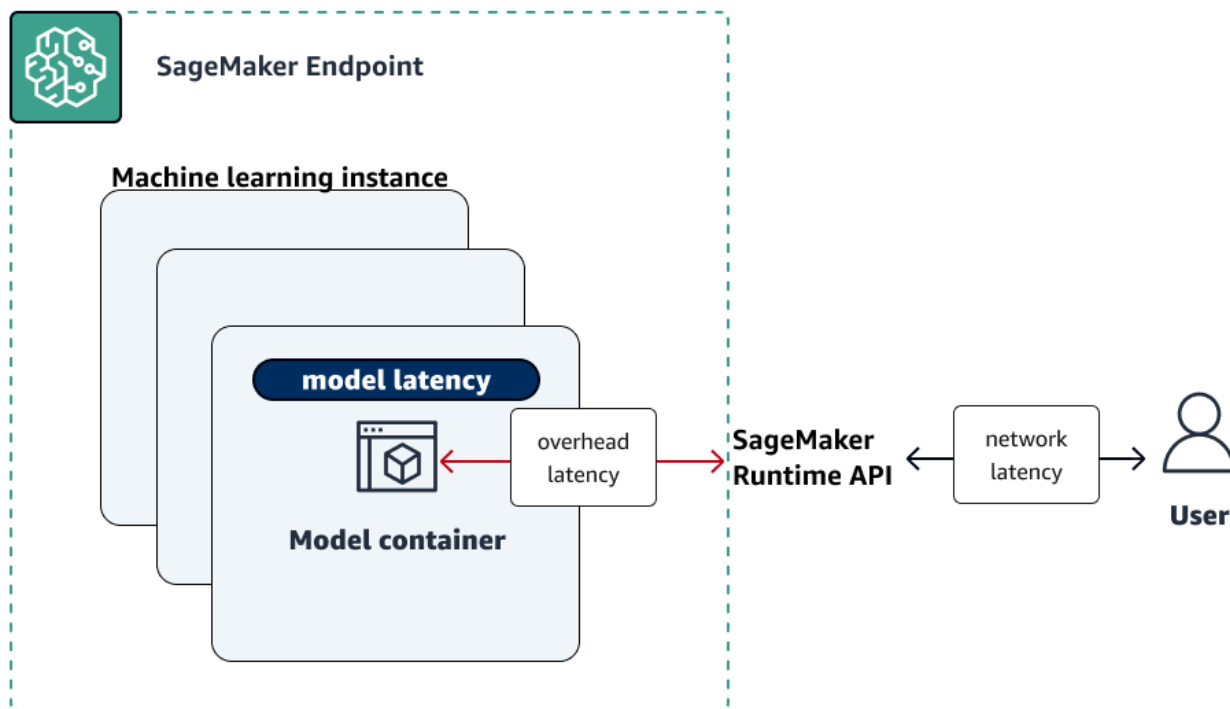 SageMaker Endpoint
Machine learning instance
model latency
overhead
latency
Model container
SageMaker
Runtime API
network
latency
User